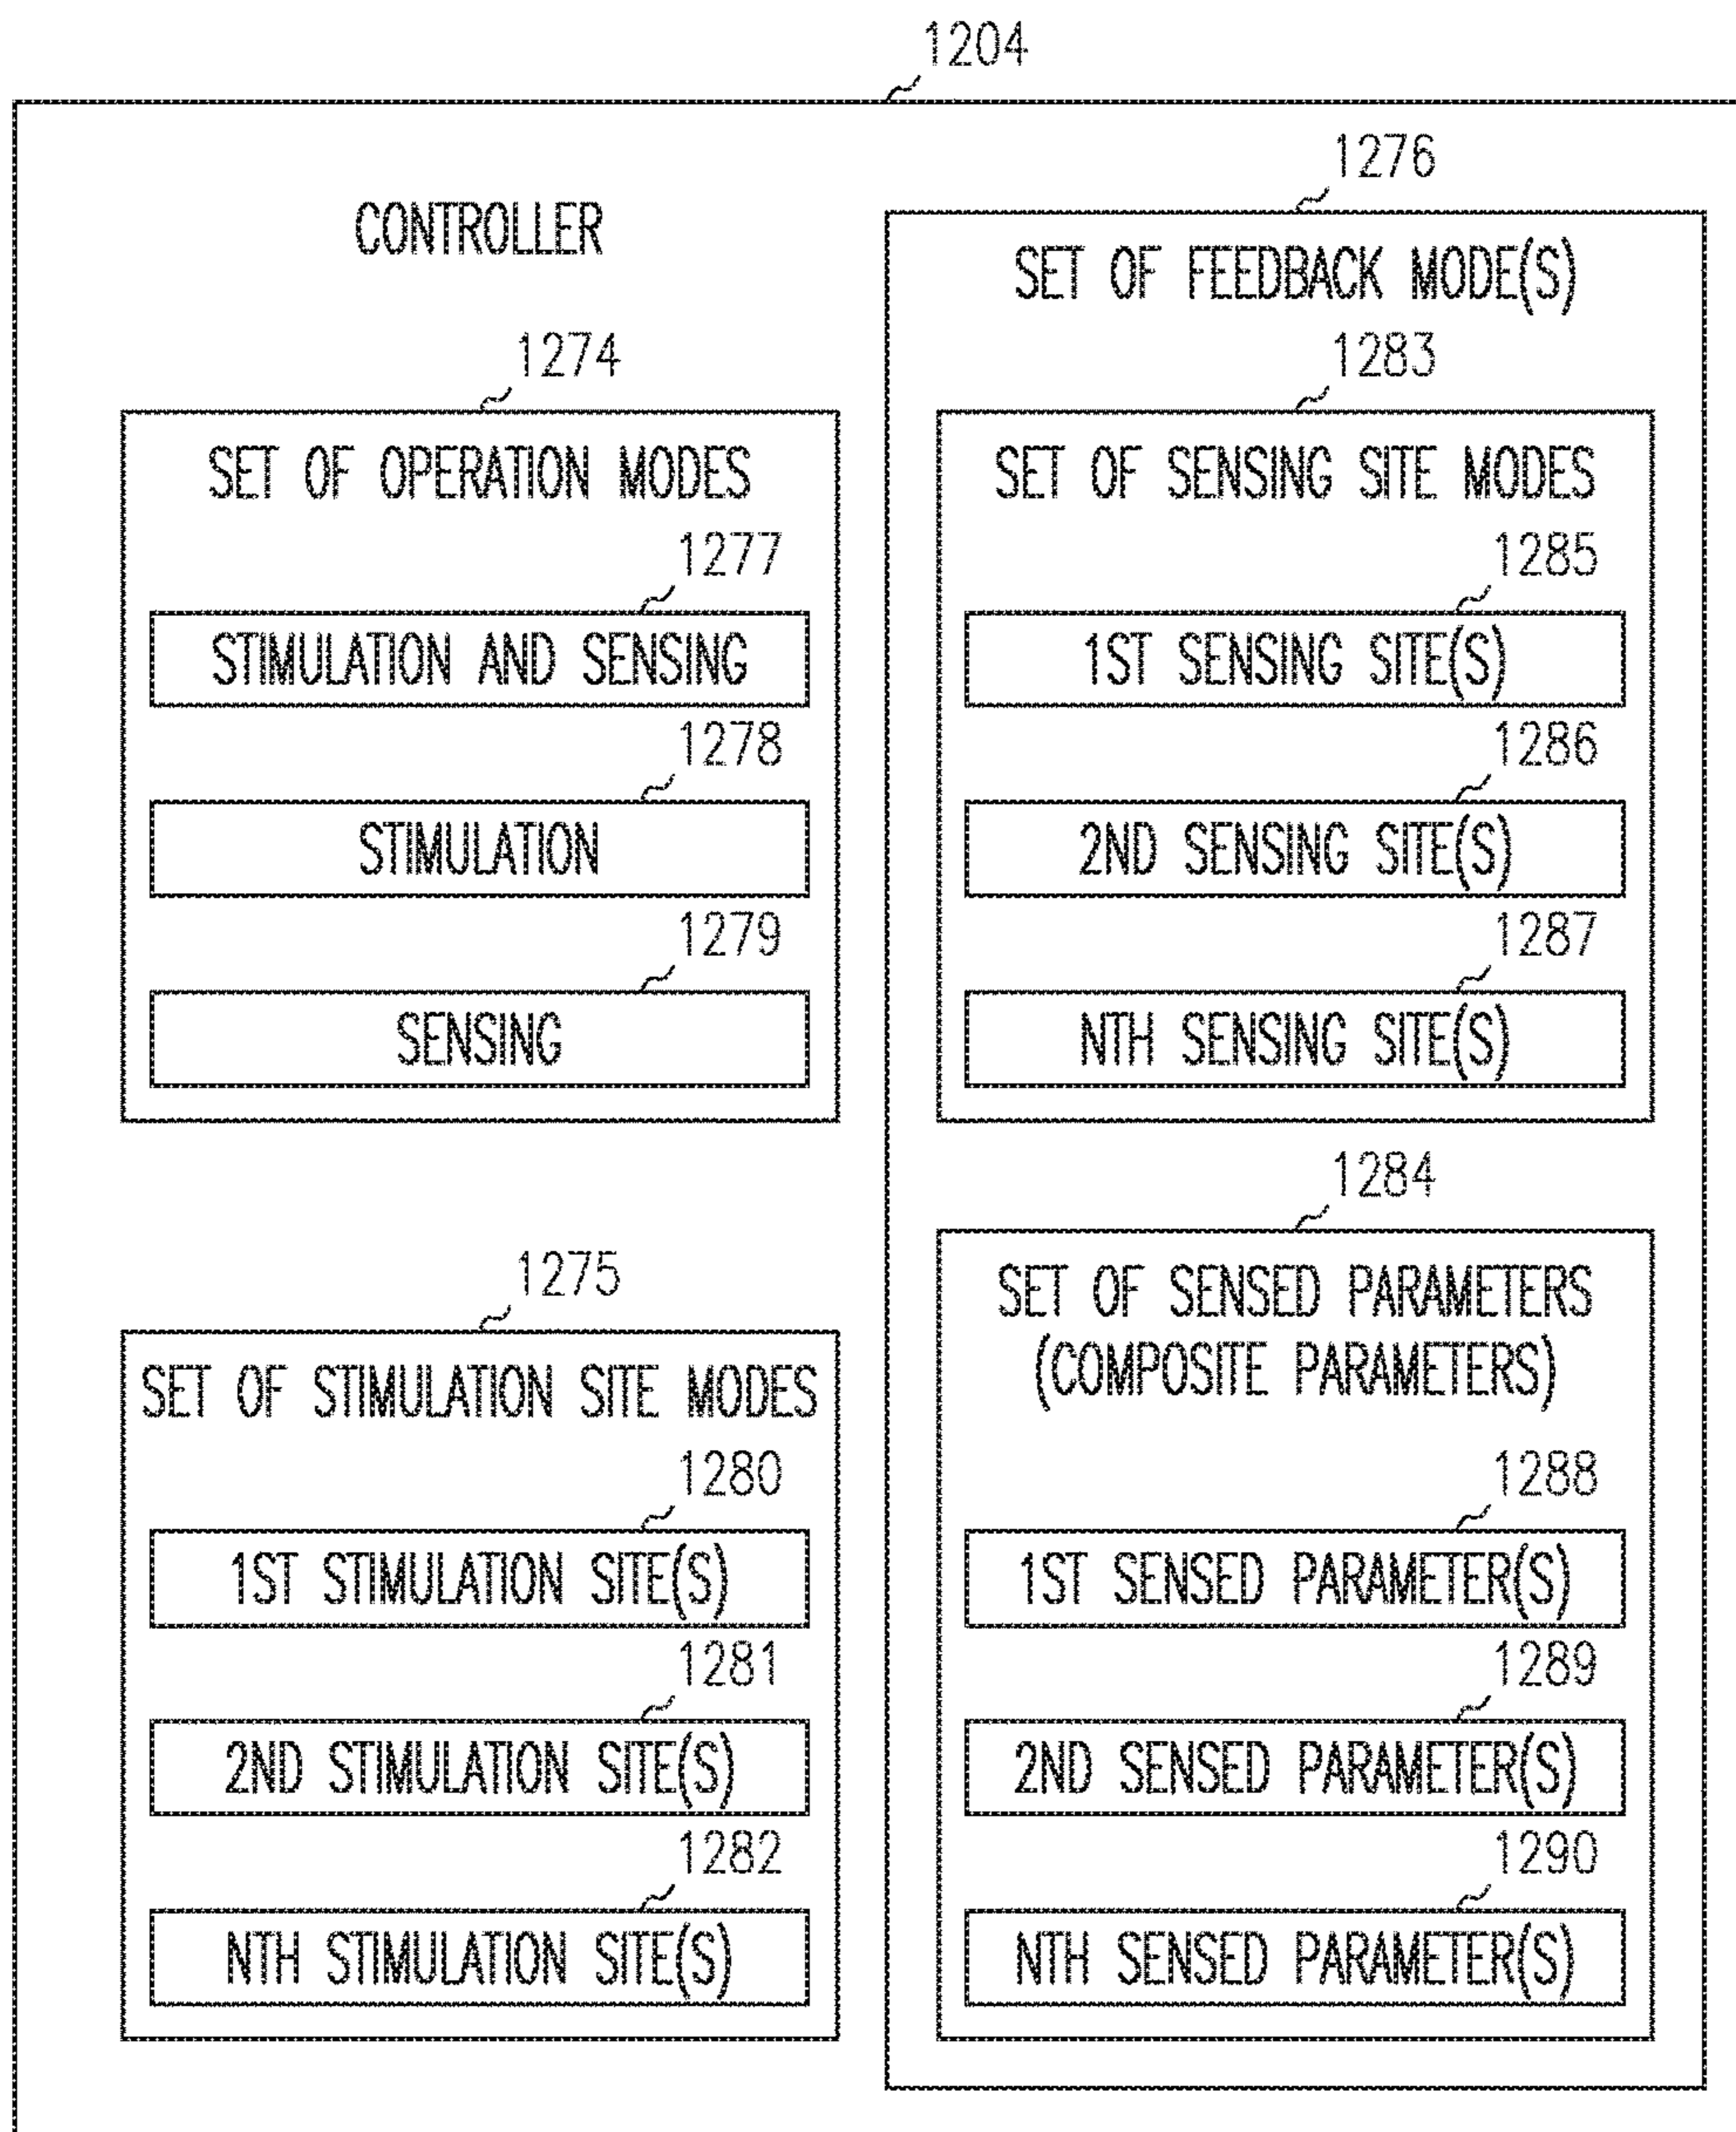 1204
CONTROLLER
1274
SET OF OPERATION MODES
1277
STIMULATION AND SENSING
1278
STIMULATION
1279
SENSING
1275
SET OF STIMULATION SITE MODES
1280
1ST STIMULATION SITE(S)
1281
2ND STIMULATION SITE(S)
1282
NTH STIMULATION SITE(S)
1276
SET OF FEEDBACK MODE(S)
1283
SET OF SENSING SITE MODES
1285
1ST SENSING SITE(S)
1286
2ND SENSING SITE(S)
1287
NTH SENSING SITE(S)
1284
SET OF SENSED PARAMETERS
(COMPOSITE PARAMETERS)
1288
1ST SENSED PARAMETER(S)
1289
2ND SENSED PARAMETER(S)
1290
NTH SENSED PARAMETER(S)